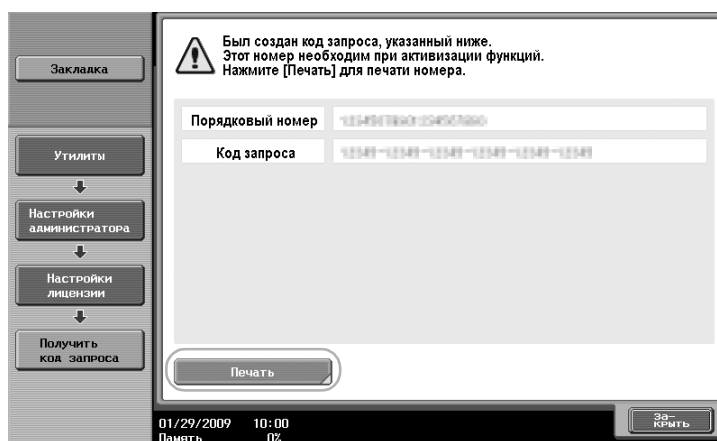 Закладка
Был создан код запроса, указанный ниже.
Этот номер необходим при активизации функций.
Нажмите [Печать] для печати номера.
Порядковый номер
Код запроса
Утилиты
Настройки
администратора
Настройки
лицензии
Получить
код запроса
Печать
За-
крыть
01/29/2009 10:00
Память 0%